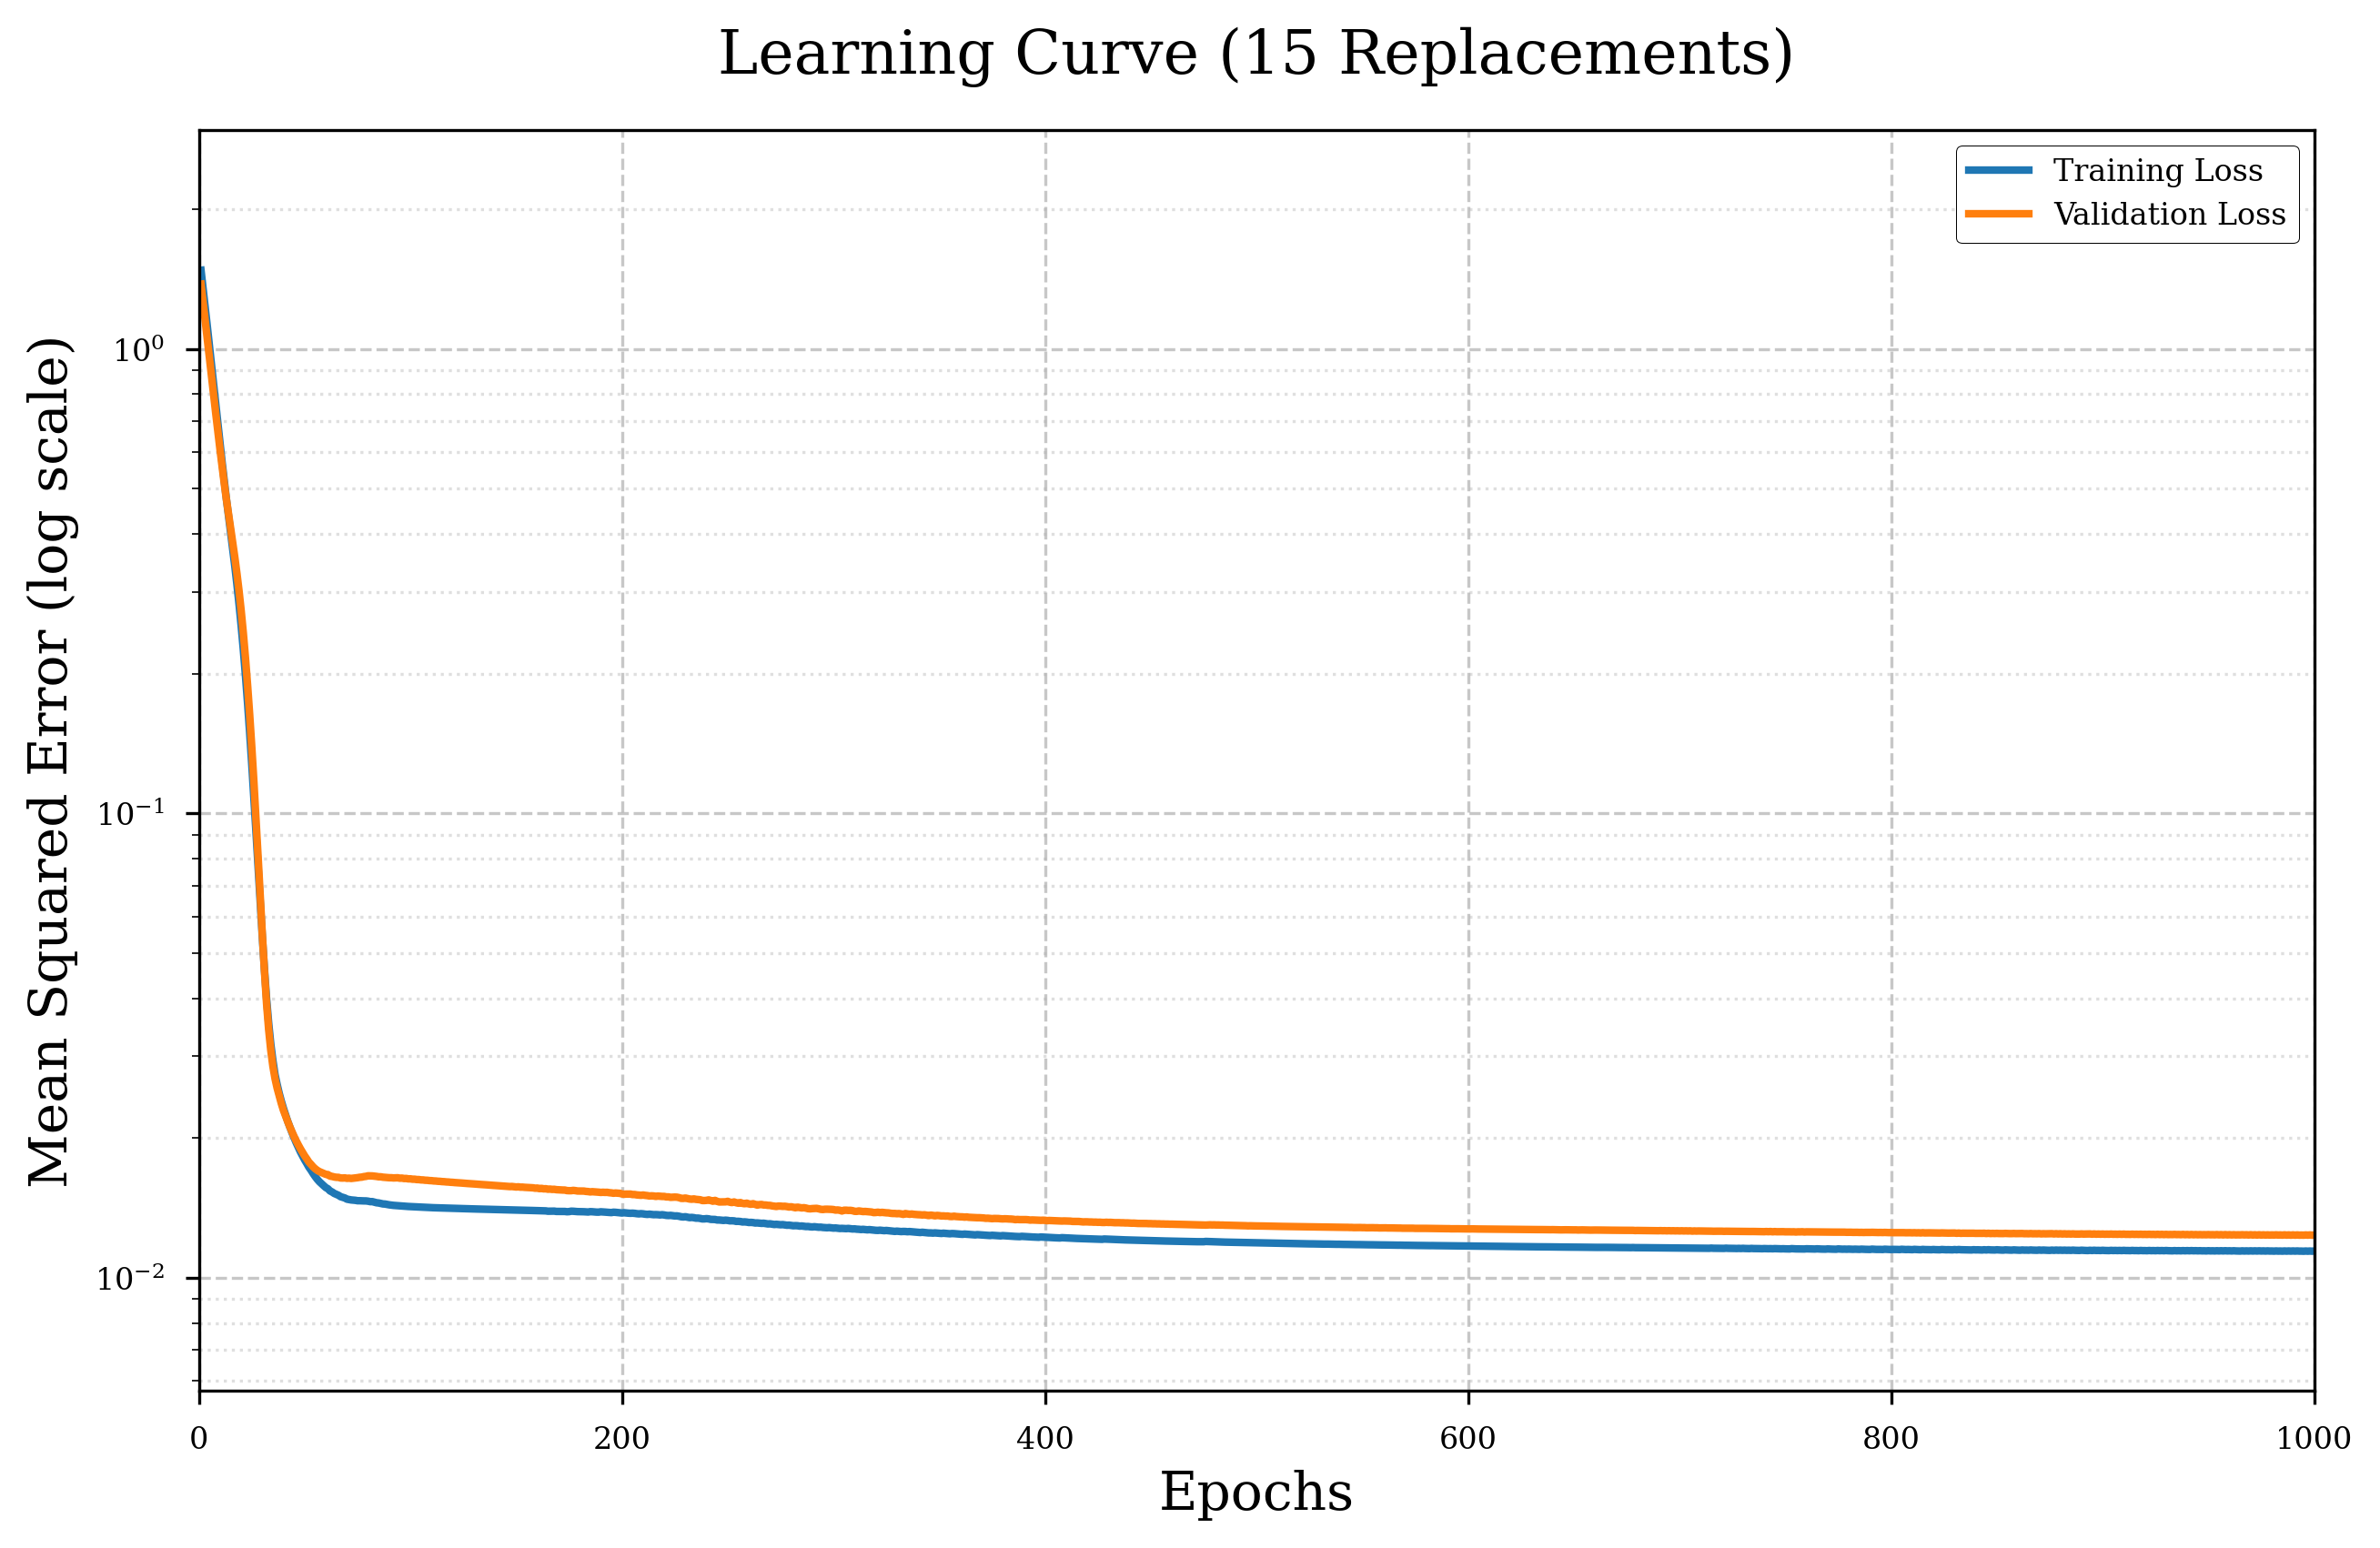 Learning Curve (15 Replacements)
Training Loss
Validation Loss
Mean Squared Error (log scale)
10⁰
10⁻¹
10⁻²
0 200 400 600 800 1000
Epochs